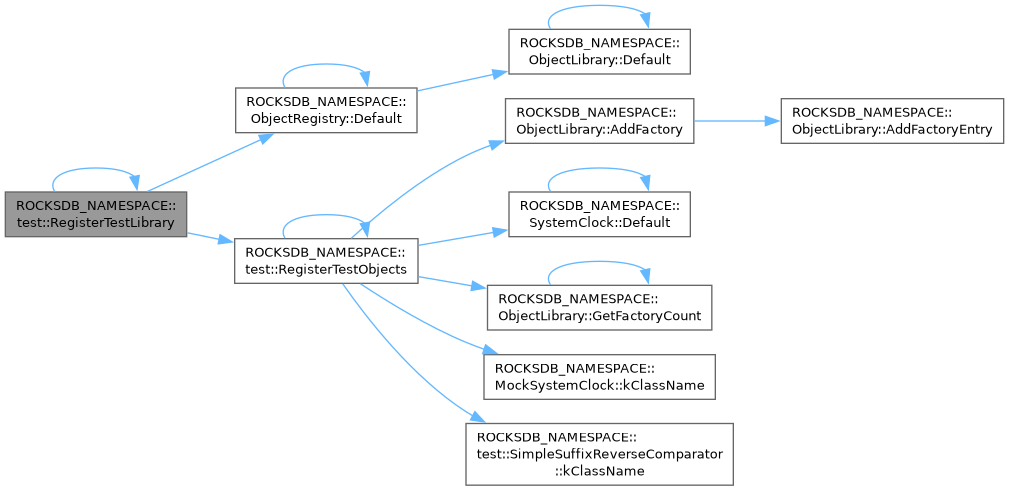 ROCKSDB_NAMESPACE::
ObjectLibrary::Default
ROCKSDB_NAMESPACE::
ObjectRegistry::Default
ROCKSDB_NAMESPACE::
ObjectLibrary::AddFactory
ROCKSDB_NAMESPACE::
ObjectLibrary::AddFactoryEntry
ROCKSDB_NAMESPACE::
test::RegisterTestLibrary
ROCKSDB_NAMESPACE::
SystemClock::Default
ROCKSDB_NAMESPACE::
test::RegisterTestObjects
ROCKSDB_NAMESPACE::
ObjectLibrary::GetFactoryCount
ROCKSDB_NAMESPACE::
MockSystemClock::kClassName
ROCKSDB_NAMESPACE::
test::SimpleSuffixReverseComparator
::kClassName